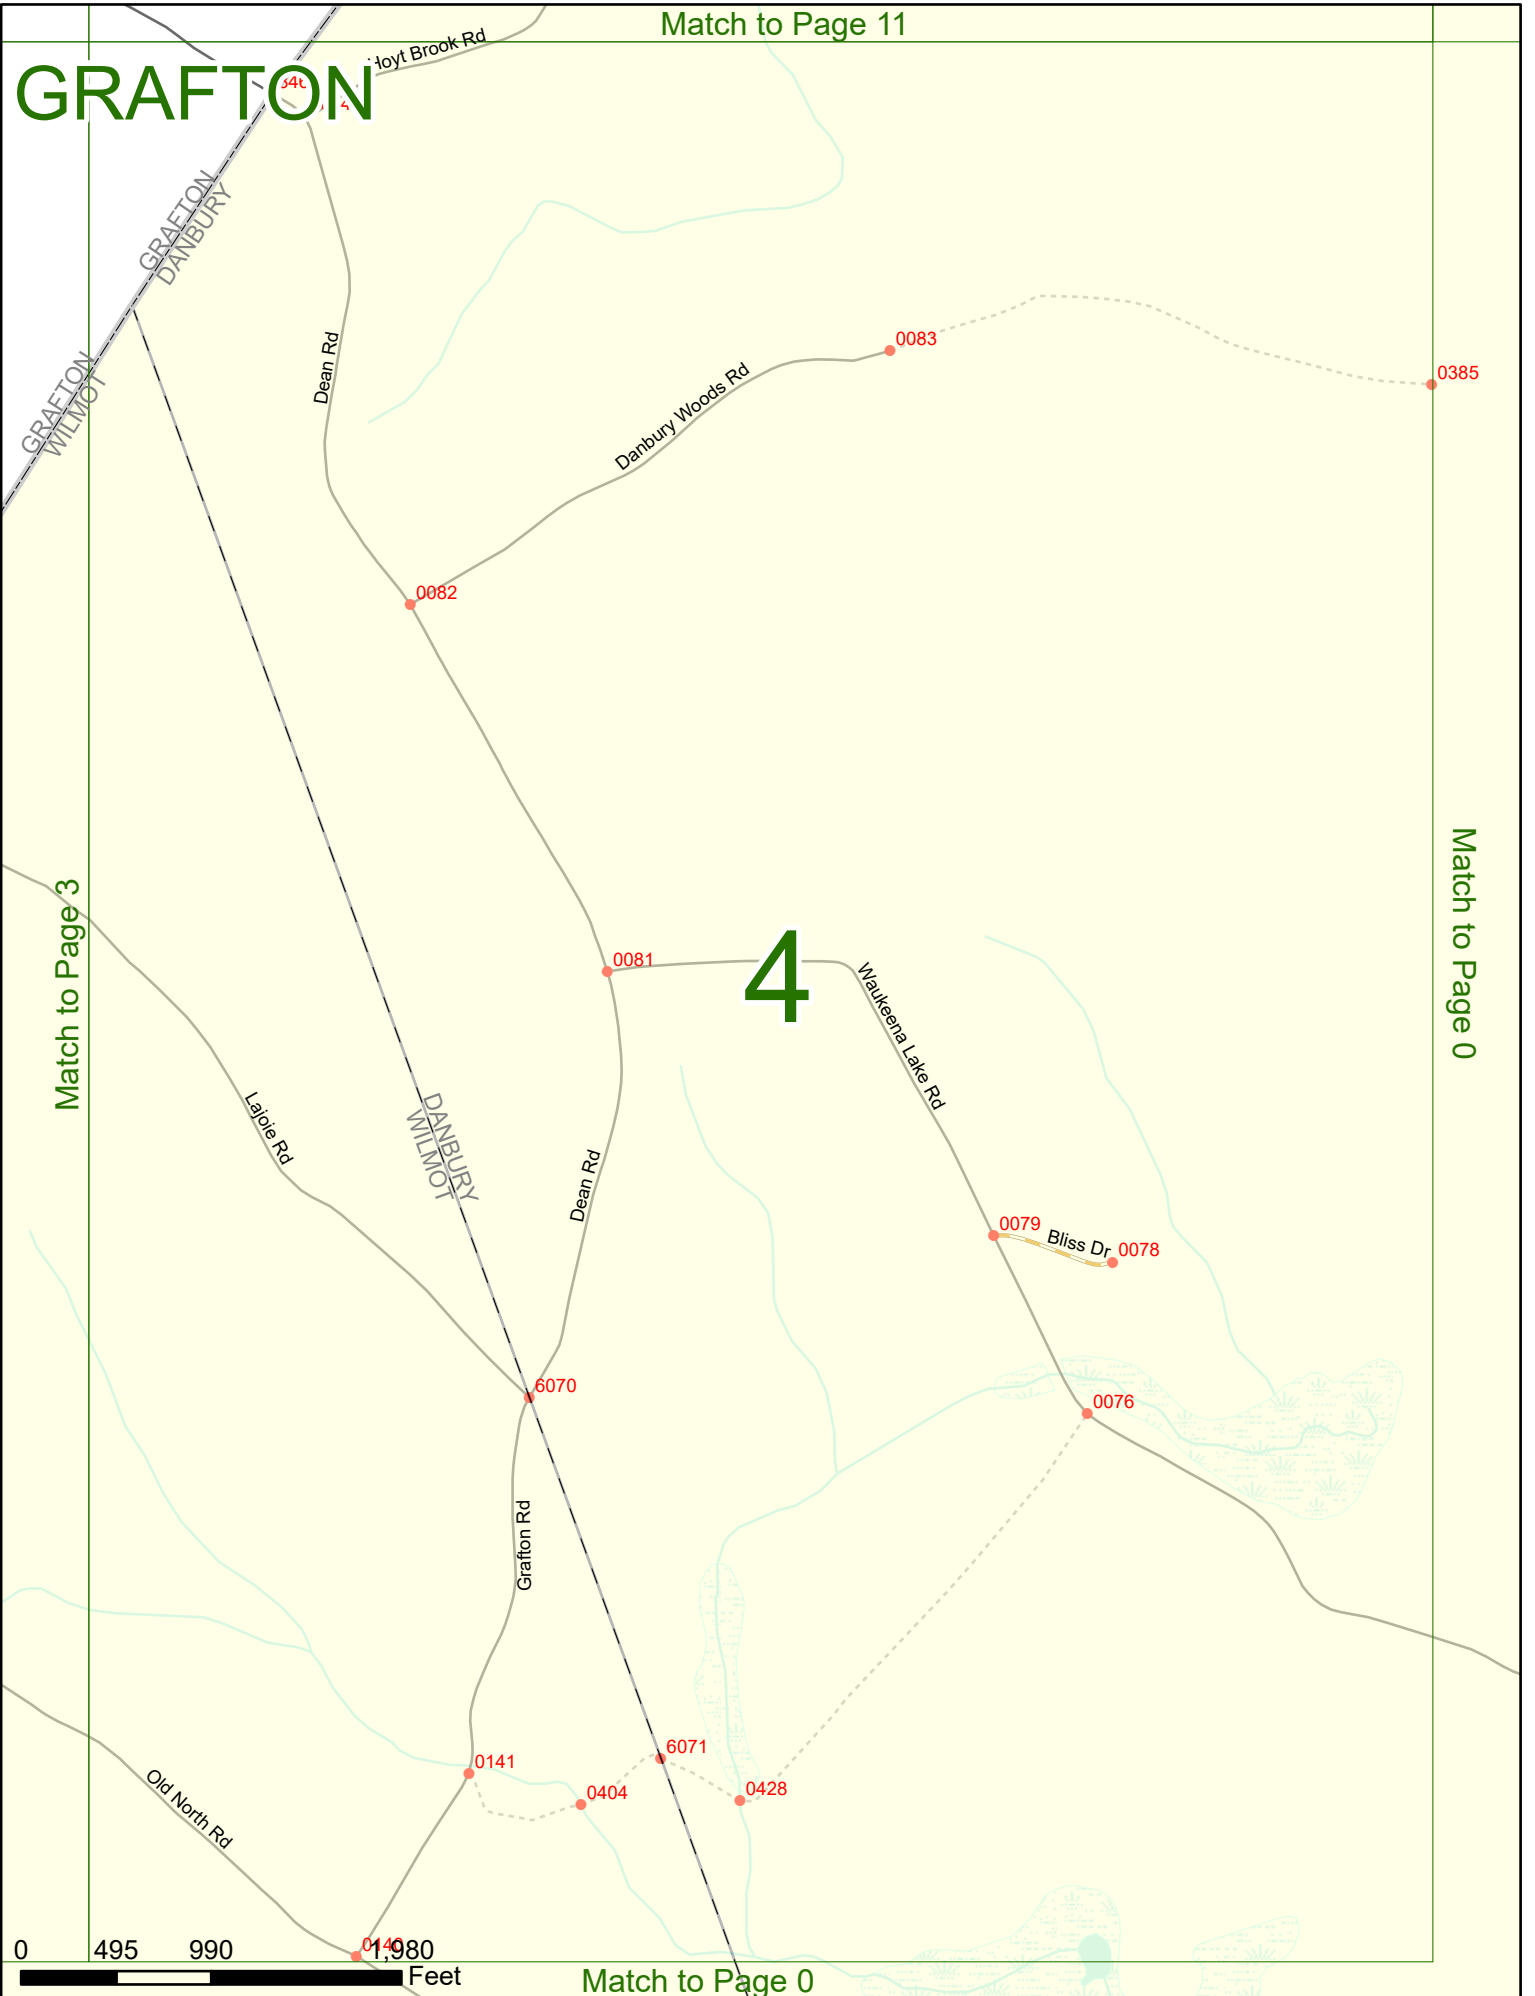 Match to Page 11
Hoyt Brook Rd
GRAFTON
GRAFTON
DANBURY
Dean Rd
0083
GRAFTON
WILMOT
Danbury Woods Rd
0385
0082
Match to Page 3
0081
4
Waukeena Lake Rd
Match to Page 0
Lajoie Rd
DANBURY
WILMOT
Dean Rd
0079
Bliss Dr
0078
6070
0076
Grafton Rd
6071
0141
0404
0428
Old North Rd
0140
0 495 990 1,980
Feet
Match to Page 0